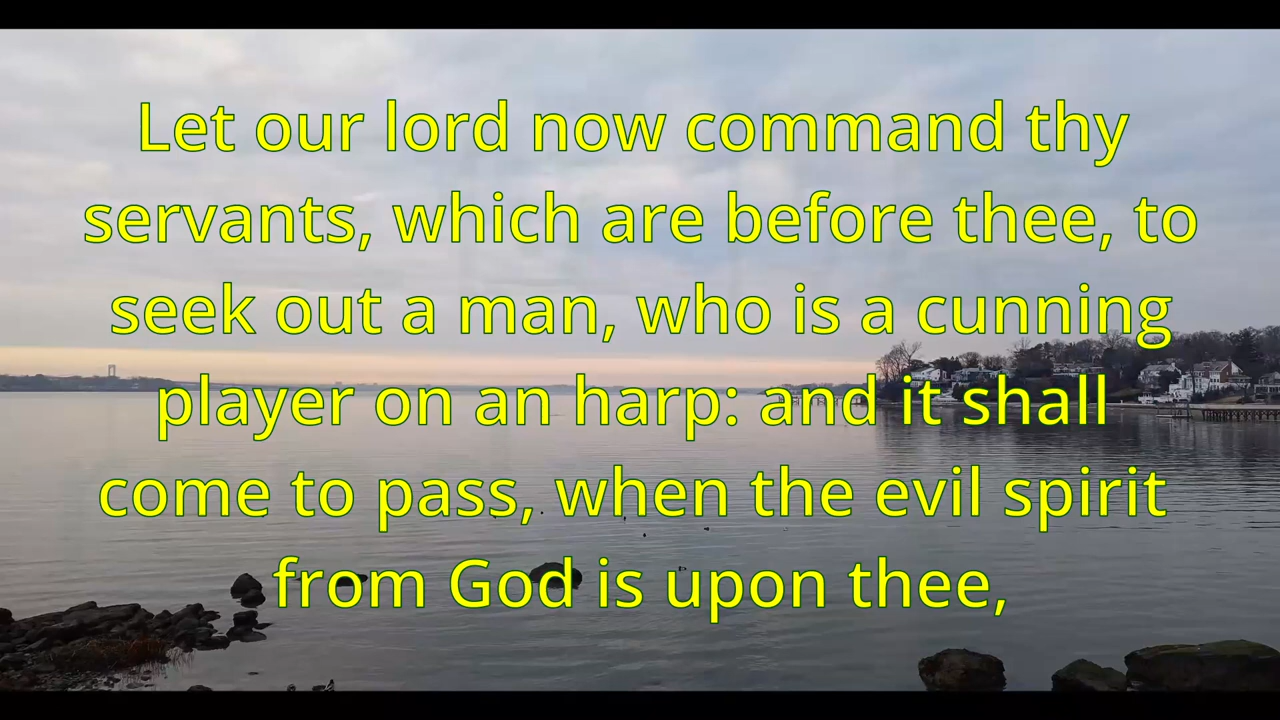 Let our lord now command thy
servants, which are before thee, to
seek out a man, who is a cunning
player on an harp: and it shall
come to pass, when the evil spirit
from God is upon thee,